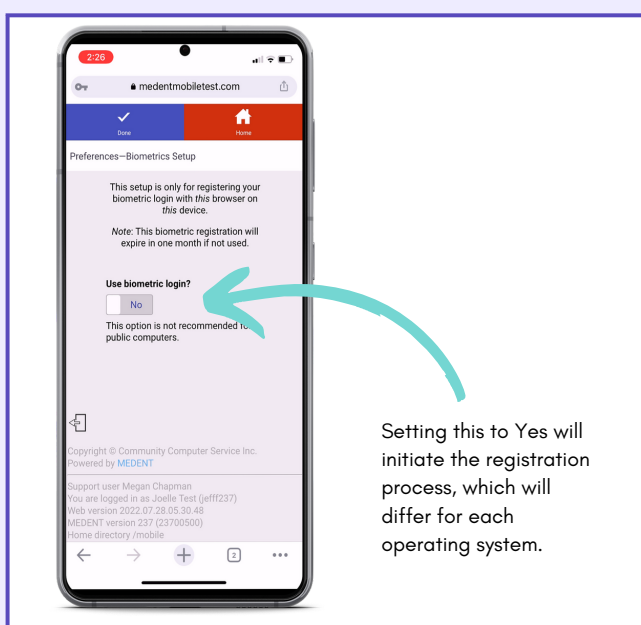 2:26
medentmobiletest.com
Done Home
Preferences—Biometrics Setup
This setup is only for registering your
biometric login with this browser on
this device.
Note: This biometric registration will
expire in one month if not used.
Use biometric login?
No
This option is not recommended
public computers.
Copyright © Community Computer Service Inc.
Powered by MEDENT
Support user Megan Chapman
You are logged in as Joelle Test (jefff237)
Web version 2022.07.28.05.30.48
MEDENT version 237 (23700500)
Home directory /mobile
2
Setting this to Yes will
initiate the registration
process, which will
differ for each
operating system.